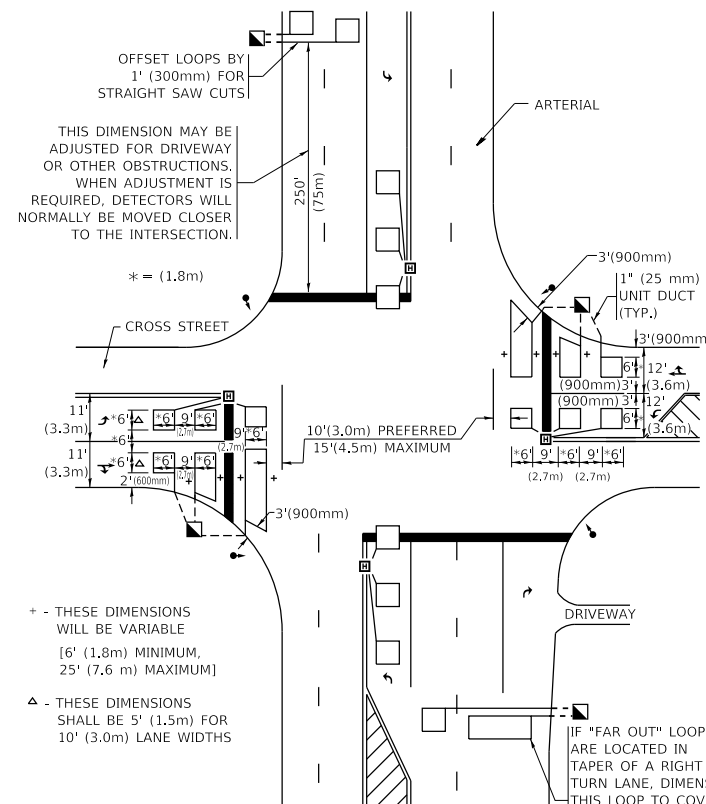 OFFSET LOOPS BY
1' (300mm) FOR
STRAIGHT SAW CUTS
ARTERIAL
THIS DIMENSION MAY BE
ADJUSTED FOR DRIVEWAY
OR OTHER OBSTRUCTIONS.
WHEN ADJUSTMENT IS
REQUIRED, DETECTORS WILL
NORMALLY BE MOVED CLOSER
TO THE INTERSECTION.
250'
(75m)
* = (1.8m)
H
3'(900mm)
1" (25 mm)
UNIT DUCT
(TYP.)
CROSS STREET
3'(900mm
+ + +
6' 12'
(900mm) 3' (3.6m)
(900mm) 3' 12'
6' (3.6m)
H
H
11'
(3.3m)
*6'
*6' 9' *6'
(2.7m)
*6'
9' *6'
(2.7m)
10'(3.0m) PREFERRED
15'(4.5m) MAXIMUM
11'
(3.3m)
*6'
*6' 9' *6'
(2.7m)
2'(600mm)
+ + +
*6' 9' *6' 9' *6'
(2.7m) (2.7m)
3'(900mm)
H
+ - THESE DIMENSIONS
WILL BE VARIABLE
[6' (1.8m) MINIMUM,
25' (7.6 m) MAXIMUM]
DRIVEWAY
△ - THESE DIMENSIONS
SHALL BE 5' (1.5m) FOR
10' (3.0m) LANE WIDTHS
IF "FAR OUT" LOOP
ARE LOCATED IN
TAPER OF A RIGHT
TURN LANE, DIMENS
THIS LOOP TO COV